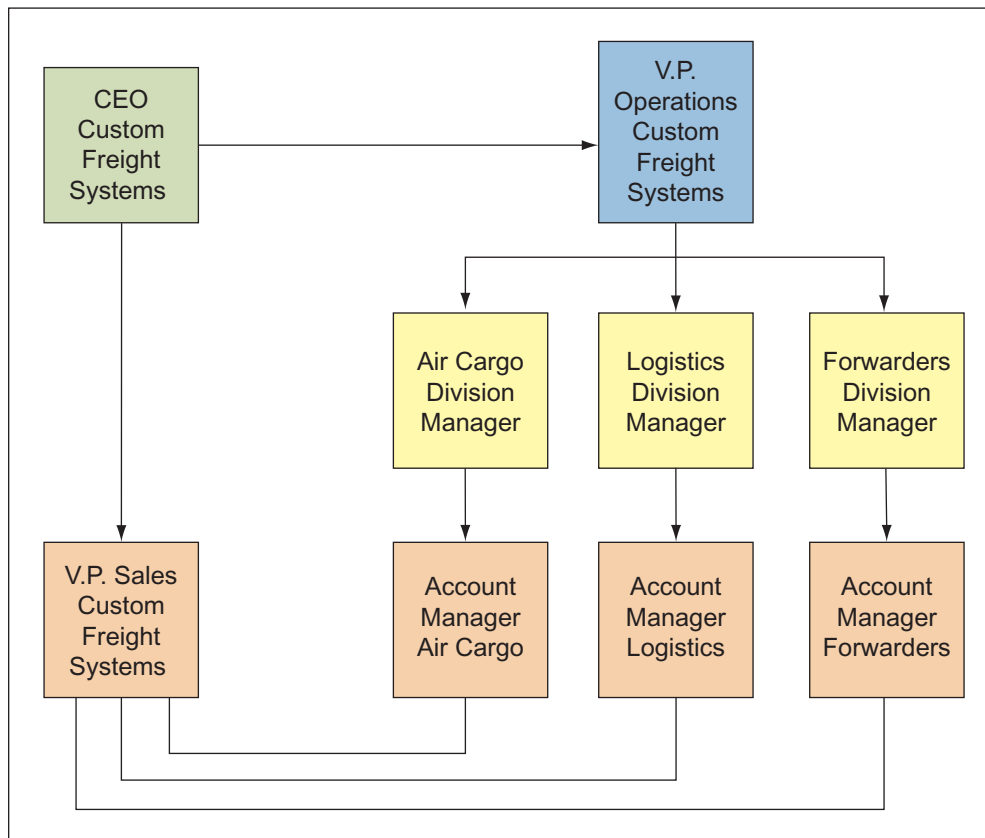 CEO
Custom
Freight
Systems
V.P.
Operations
Custom
Freight
Systems
Air Cargo
Division
Manager
Logistics
Division
Manager
Forwarders
Division
Manager
V.P. Sales
Custom
Freight
Systems
Account
Manager
Air Cargo
Account
Manager
Logistics
Account
Manager
Forwarders